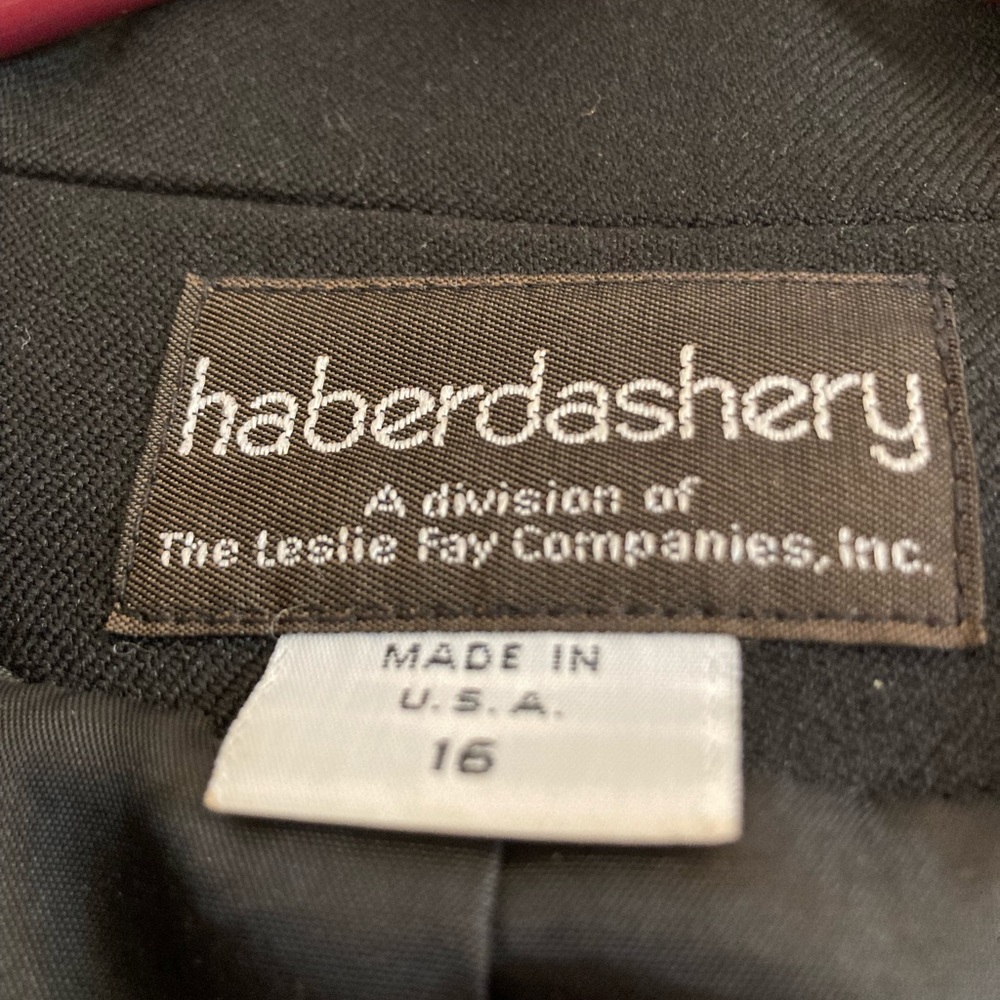 haberdashery
A division of
The Leslie Fay Companies, Inc.
MADE IN
U.S.A.
16